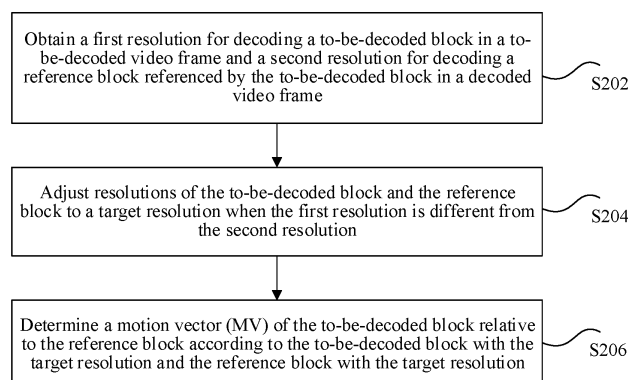 Obtain a first resolution for decoding a to-be-decoded block in a to-
be-decoded video frame and a second resolution for decoding a
reference block referenced by the to-be-decoded block in a decoded
video frame
S202
Adjust resolutions of the to-be-decoded block and the reference
block to a target resolution when the first resolution is different from
the second resolution
S204
Determine a motion vector (MV) of the to-be-decoded block relative
to the reference block according to the to-be-decoded block with the
target resolution and the reference block with the target resolution
S206